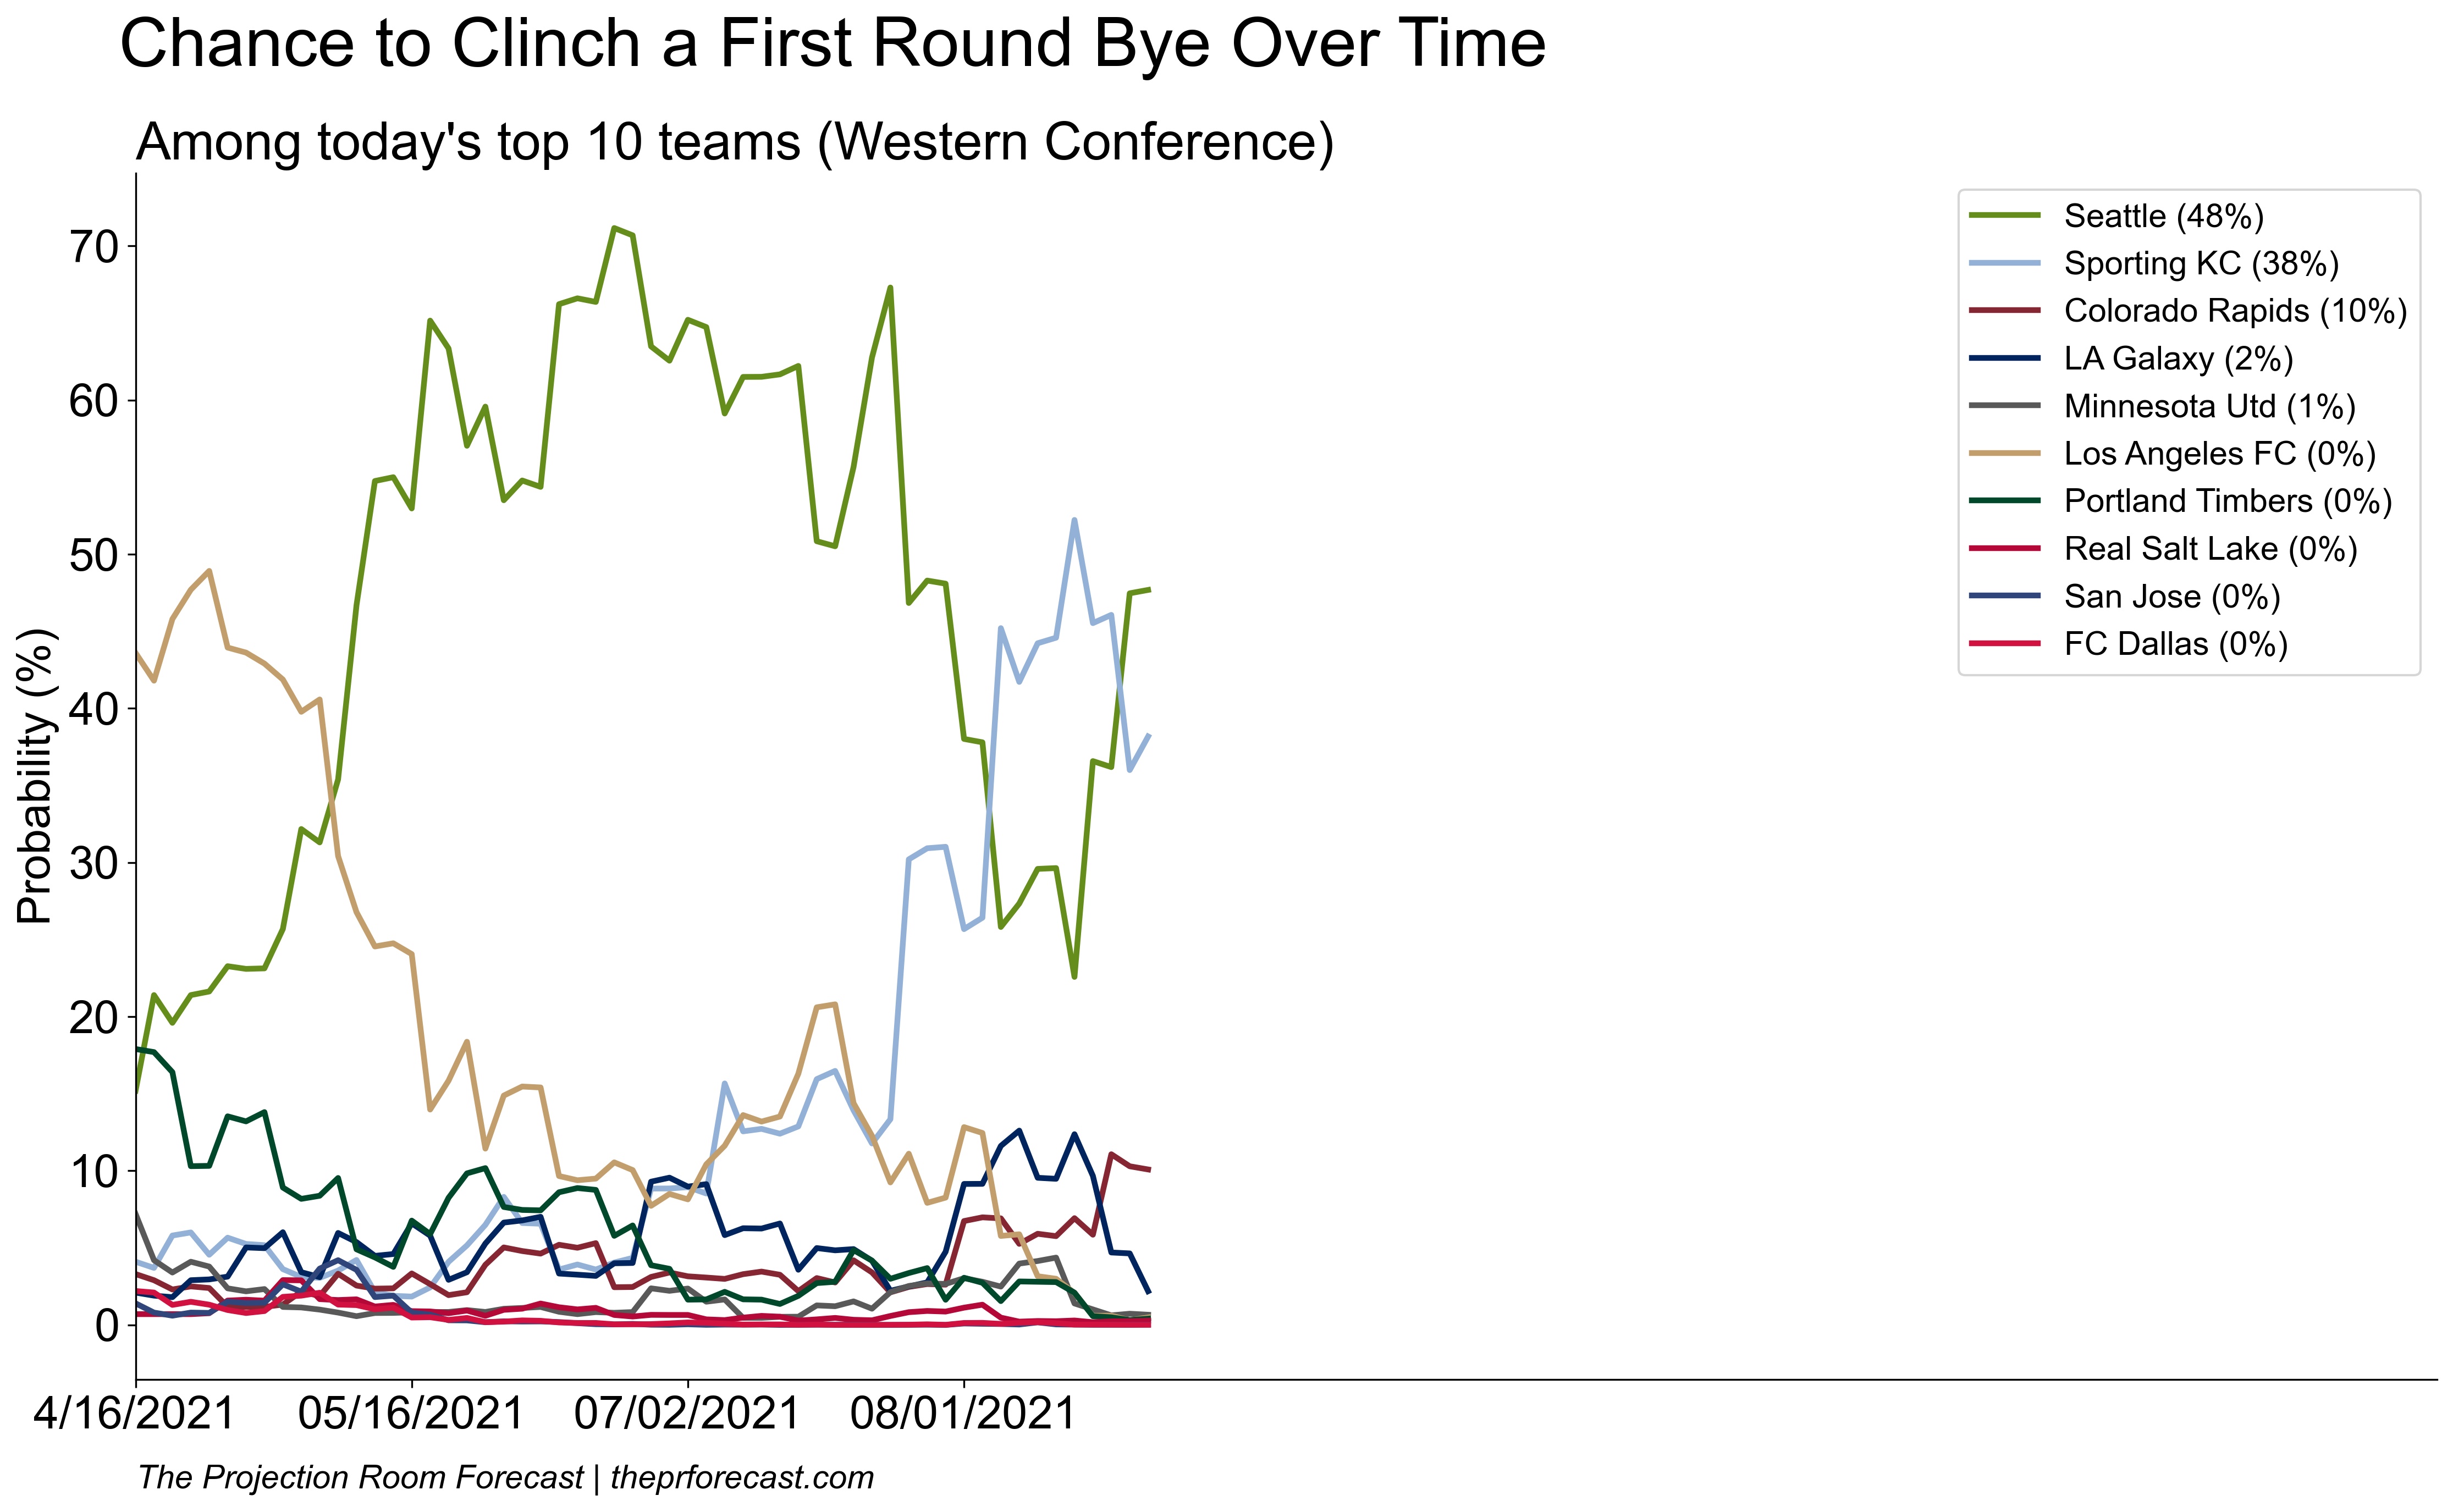 Chance to Clinch a First Round Bye Over Time
Among today's top 10 teams (Western Conference)
Seattle (48%)
Sporting KC (38%)
Colorado Rapids (10%)
LA Galaxy (2%)
Minnesota Utd (1%)
Los Angeles FC (0%)
Portland Timbers (0%)
Real Salt Lake (0%)
San Jose (0%)
FC Dallas (0%)
Probability (%)
70
60
50
40
30
20
10
0
4/16/2021 05/16/2021 07/02/2021 08/01/2021
The Projection Room Forecast | theprforecast.com